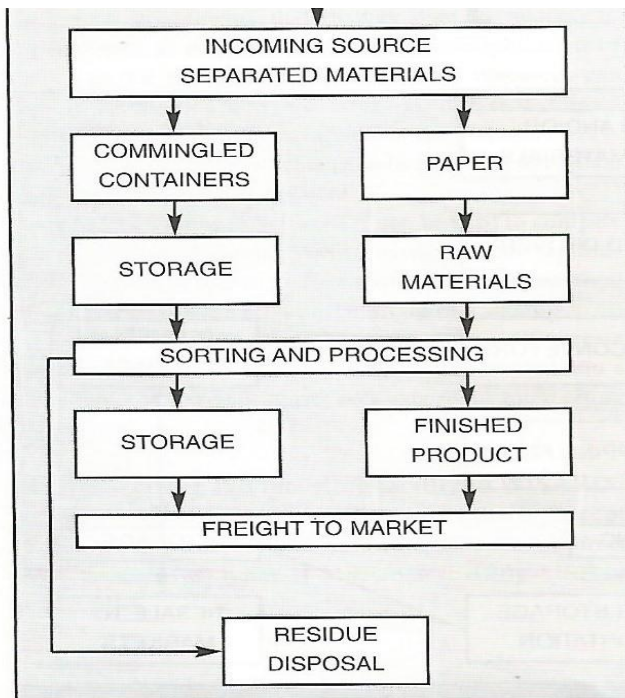 INCOMING SOURCE
SEPARATED MATERIALS
COMMINGLED
CONTAINERS
PAPER
STORAGE
RAW
MATERIALS
SORTING AND PROCESSING
STORAGE
FINISHED
PRODUCT
FREIGHT TO MARKET
RESIDUE
DISPOSAL